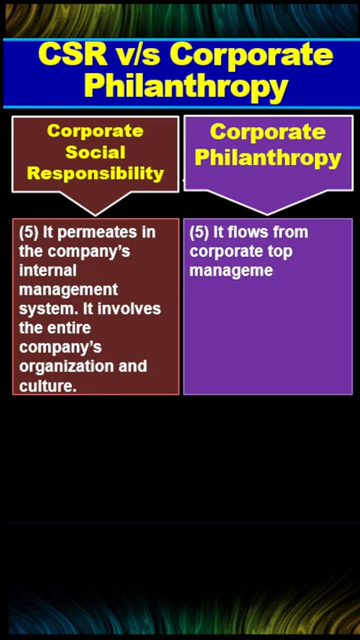 CSR v/s Corporate
Philanthropy
Corporate
Social
Responsibility
Corporate
Philanthropy
(5) It permeates in
the company’s
internal
management
system. It involves
the entire
company’s
organization and
culture.
(5) It flows from
corporate top
manageme